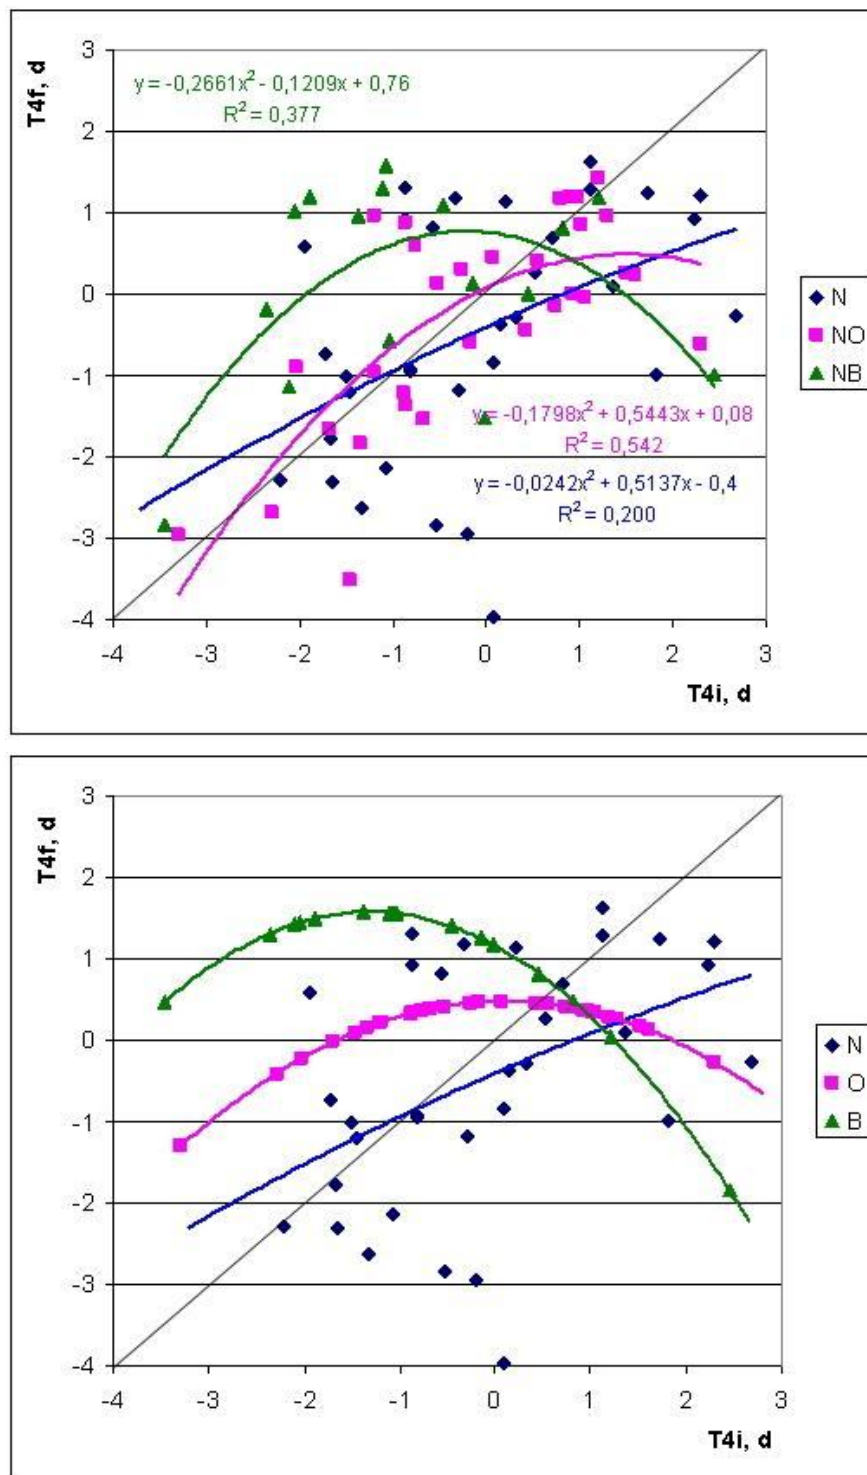 T4f, d
3
y = -0,2661x² - 0,1209x + 0,76
R² = 0,377
2
1
0
N
NO
NB
-1
y = -0,1798x² + 0,5443x + 0,08
R² = 0,542
-2
y = -0,0242x² + 0,5137x - 0,4
R² = 0,200
-3
-4
-4 -3 -2 -1 0 1 2 3
T4i, d
T4f, d
3
2
1
0
N
O
B
-1
-2
-3
-4
-4 -3 -2 -1 0 1 2 3
T4i, d